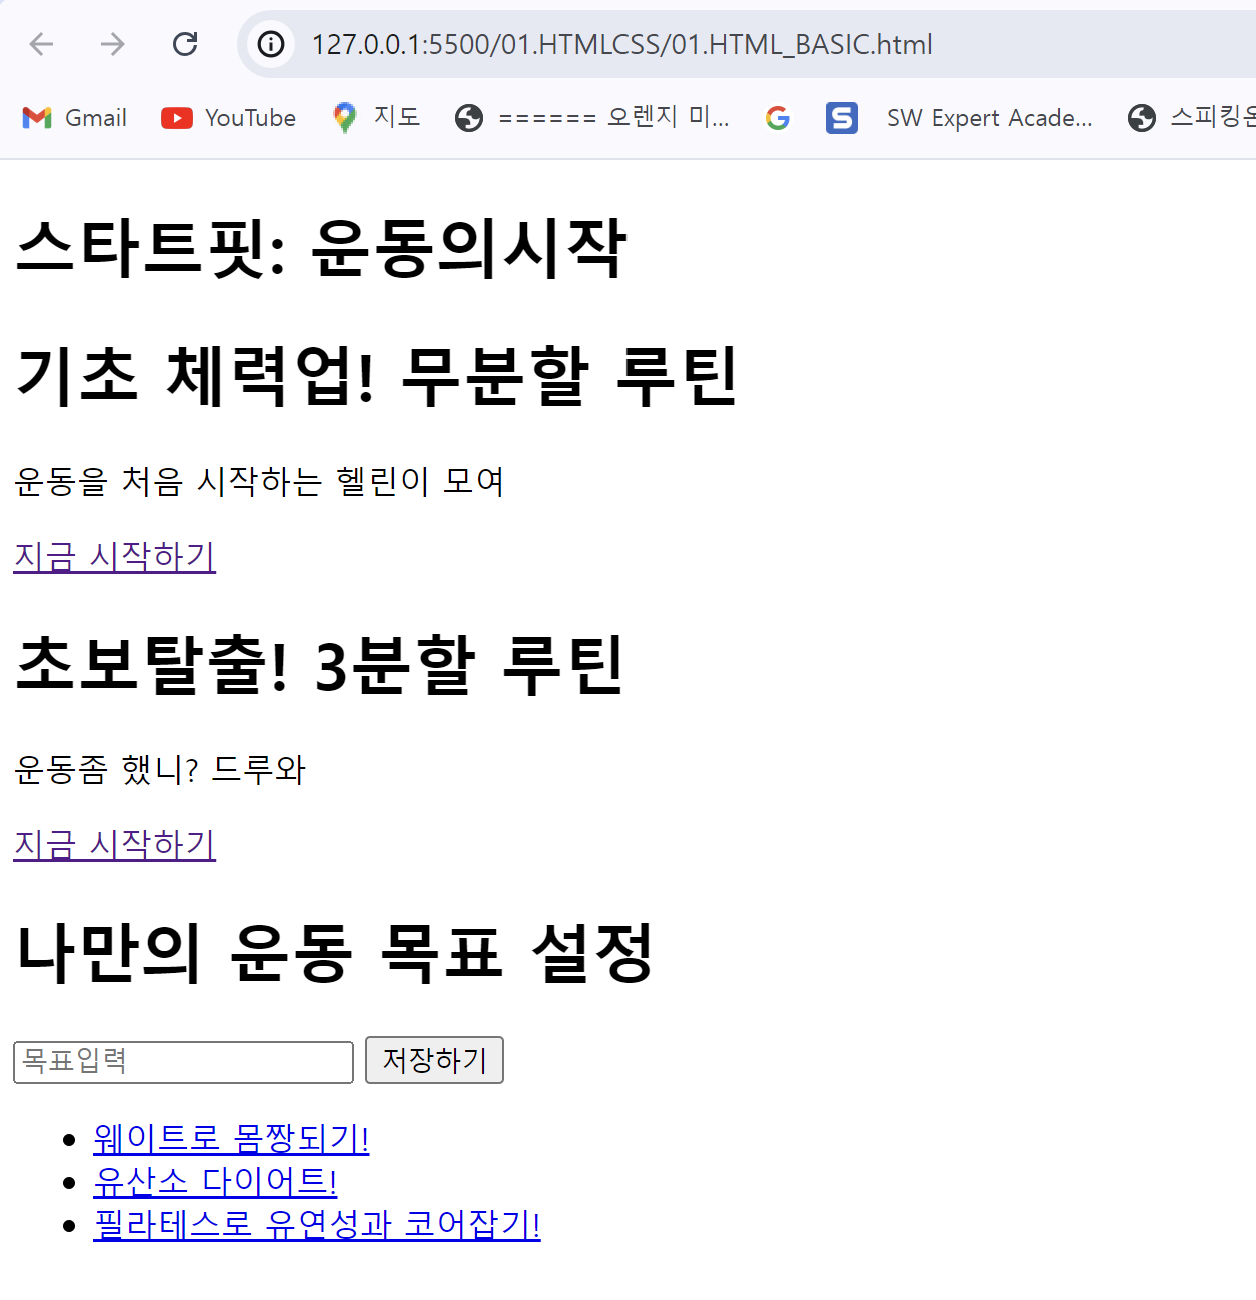 127.0.0.1:5500/01.HTMLCSS/01.HTML_BASIC.html
Gmail YouTube 지도 ====== 오렌지 미... SW Expert Acade... 스피킹온
스타트핏: 운동의시작
기초 체력업! 무분할 루틴
운동을 처음 시작하는 헬린이 모여
지금 시작하기
초보탈출! 3분할 루틴
운동좀 했니? 드루와
지금 시작하기
나만의 운동 목표 설정
목표입력 저장하기
웨이트로 몸짱되기!
유산소 다이어트!
필라테스로 유연성과 코어잡기!